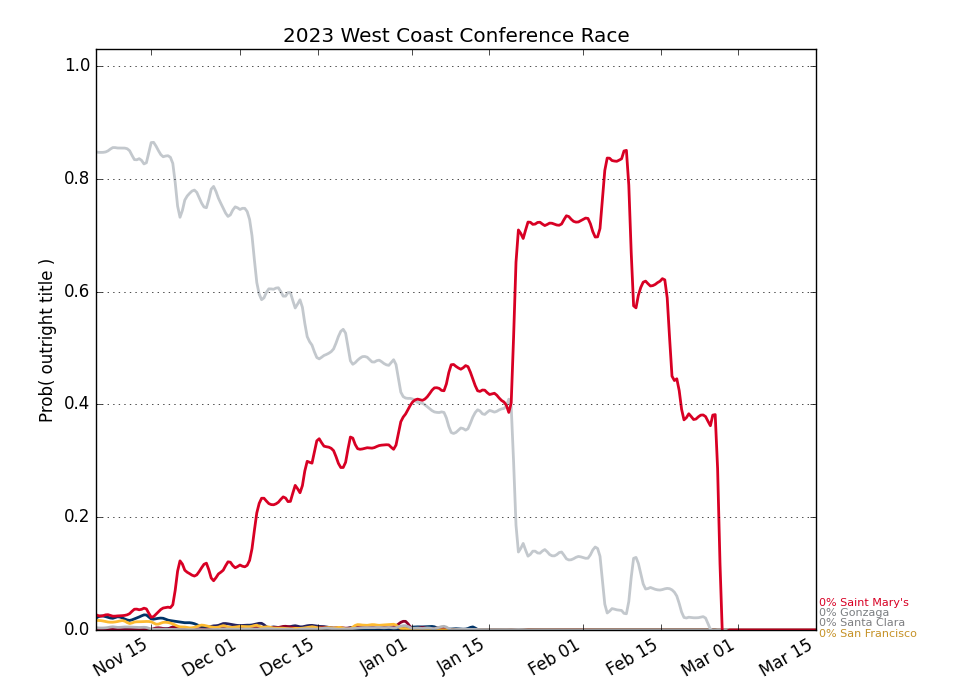 2023 West Coast Conference Race
Prob( outright title )
1.0
0.8
0.6
0.4
0.2
0.0
Nov 15
Dec 01
Dec 15
Jan 01
Jan 15
Feb 01
Feb 15
Mar 01
Mar 15
0% Saint Mary's
0% Gonzaga
0% Santa Clara
0% San Francisco